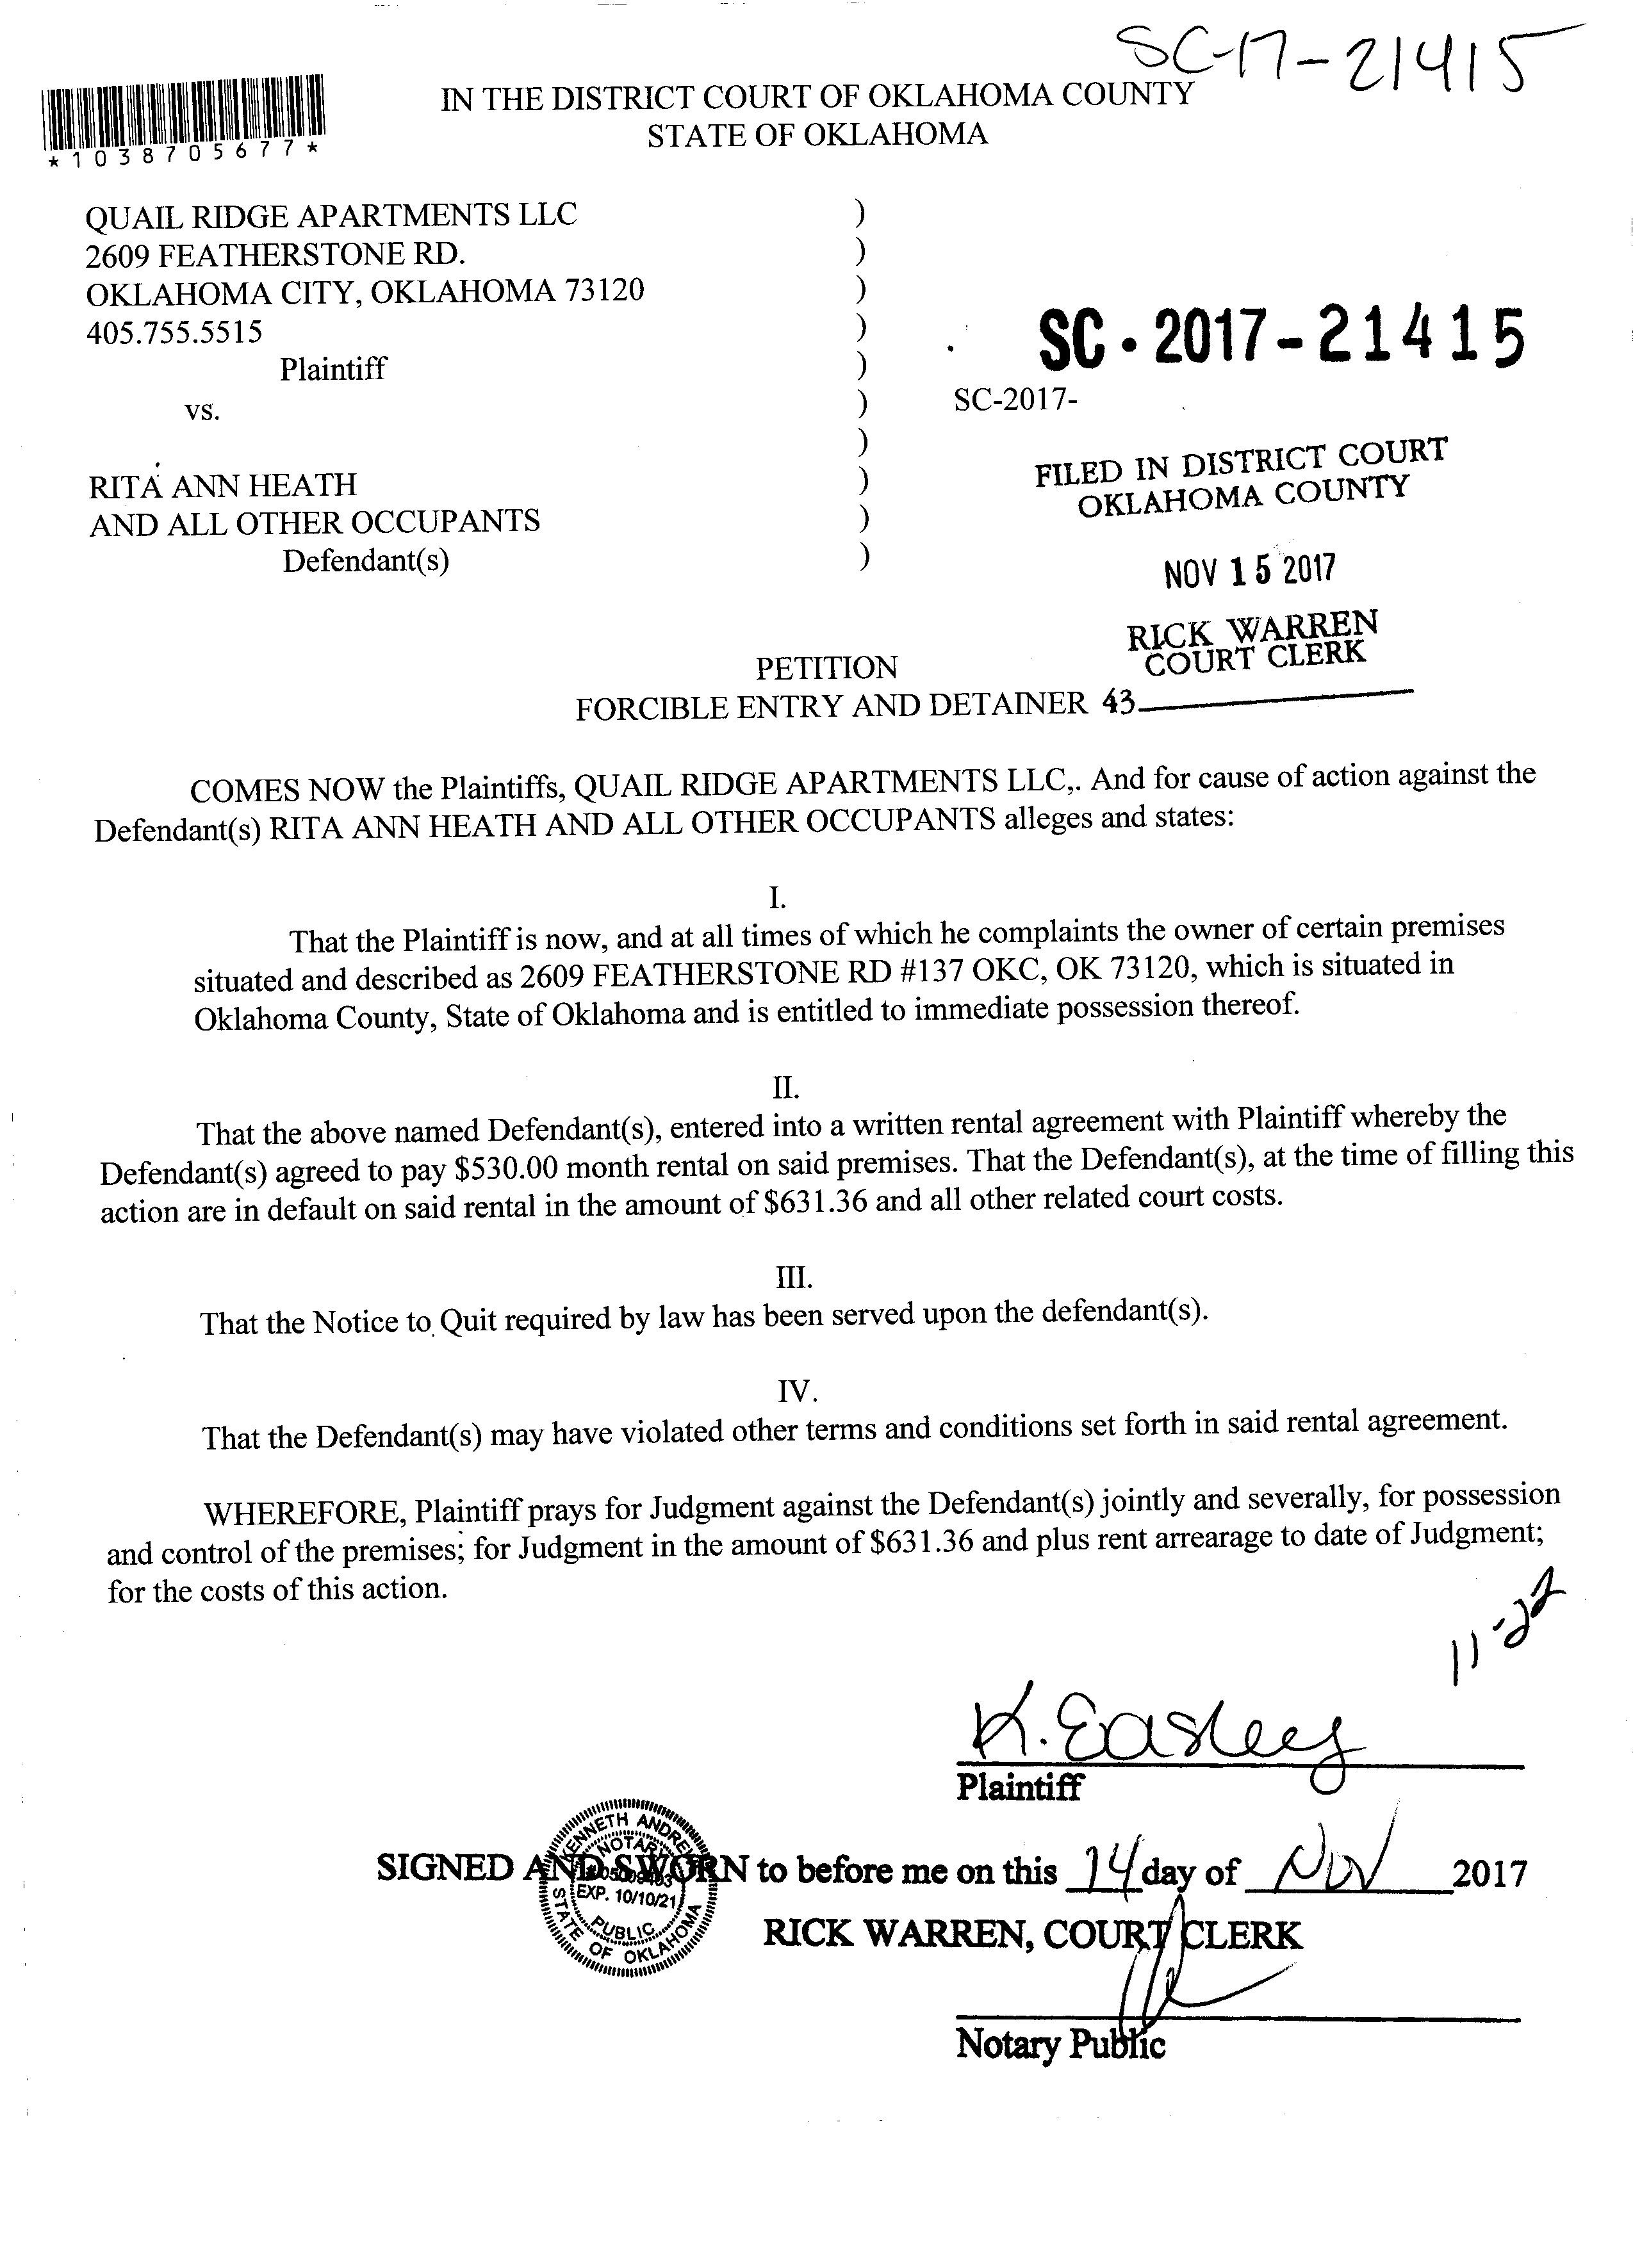 SC-17-21415
*1038705677*
IN THE DISTRICT COURT OF OKLAHOMA COUNTY
STATE OF OKLAHOMA
QUAIL RIDGE APARTMENTS LLC )
2609 FEATHERSTONE RD. )
OKLAHOMA CITY, OKLAHOMA 73120 )
405.755.5515 )
SC·2017-21415
Plaintiff )
vs. ) SC-2017-
)
RITA ANN HEATH )
AND ALL OTHER OCCUPANTS )
Defendant(s) )
FILED IN DISTRICT COURT
OKLAHOMA COUNTY
NOV 15 2017
RICK WARREN
COURT CLERK
43
PETITION
FORCIBLE ENTRY AND DETAINER
COMES NOW the Plaintiffs, QUAIL RIDGE APARTMENTS LLC,. And for cause of action against the
Defendant(s) RITA ANN HEATH AND ALL OTHER OCCUPANTS alleges and states:
I.
That the Plaintiff is now, and at all times of which he complaints the owner of certain premises
situated and described as 2609 FEATHERSTONE RD #137 OKC, OK 73120, which is situated in
Oklahoma County, State of Oklahoma and is entitled to immediate possession thereof.
II.
That the above named Defendant(s), entered into a written rental agreement with Plaintiff whereby the
Defendant(s) agreed to pay $530.00 month rental on said premises. That the Defendant(s), at the time of filling this
action are in default on said rental in the amount of $631.36 and all other related court costs.
III.
That the Notice to Quit required by law has been served upon the defendant(s).
IV.
That the Defendant(s) may have violated other terms and conditions set forth in said rental agreement.
WHEREFORE, Plaintiff prays for Judgment against the Defendant(s) jointly and severally, for possession
and control of the premises; for Judgment in the amount of $631.36 and plus rent arrearage to date of Judgment;
for the costs of this action.
11-22
K. Easley
Plaintiff
SIGNED AND SWORN to before me on this 14 day of Nov 2017
RICK WARREN, COURT CLERK
Notary Public
KENNETH ANDREW
NOTARY
EXP. 10/10/21
PUBLIC
STATE OF OKLAHOMA